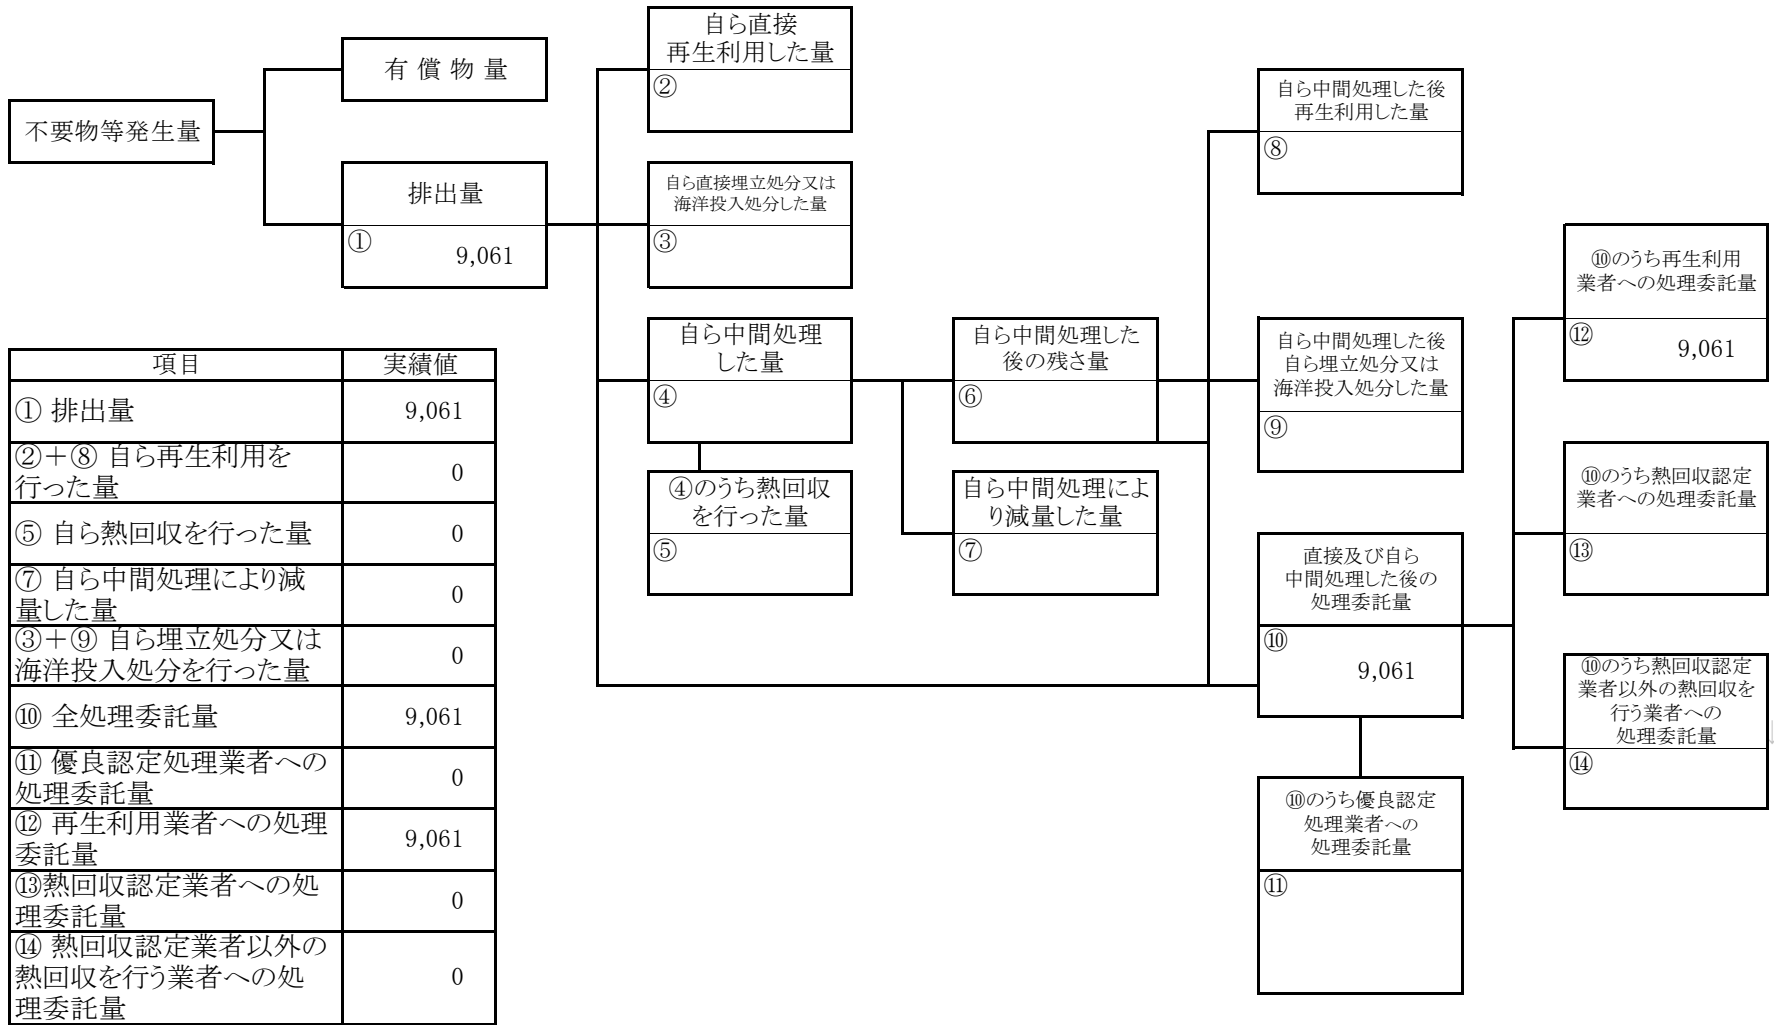 不要物等発生量
有 償 物 量
排出量
①
9,061
自ら直接
再生利用した量
②
自ら直接埋立処分又は
海洋投入処分した量
③
自ら中間処理
した量
④
④のうち熱回収
を行った量
⑤
自ら中間処理した
後の残さ量
⑥
自ら中間処理によ
り減量した量
⑦
自ら中間処理した後
再生利用した量
⑧
自ら中間処理した後
自ら埋立処分又は
海洋投入処分した量
⑨
直接及び自ら
中間処理した後の
処理委託量
⑩
9,061
⑩のうち優良認定
処理業者への
処理委託量
⑪
⑩のうち再生利用
業者への処理委託量
⑫
9,061
⑩のうち熱回収認定
業者への処理委託量
⑬
⑩のうち熱回収認定
業者以外の熱回収を
行う業者への
処理委託量
⑭
項目 実績値
① 排出量 9,061
②＋⑧ 自ら再生利用を
行った量 0
⑤ 自ら熱回収を行った量 0
⑦ 自ら中間処理により減
量した量 0
③＋⑨ 自ら埋立処分又は
海洋投入処分を行った量 0
⑩ 全処理委託量 9,061
⑪ 優良認定処理業者への
処理委託量 0
⑫ 再生利用業者への処理
委託量 9,061
⑬熱回収認定業者への処
理委託量 0
⑭ 熱回収認定業者以外の
熱回収を行う業者への処
理委託量 0